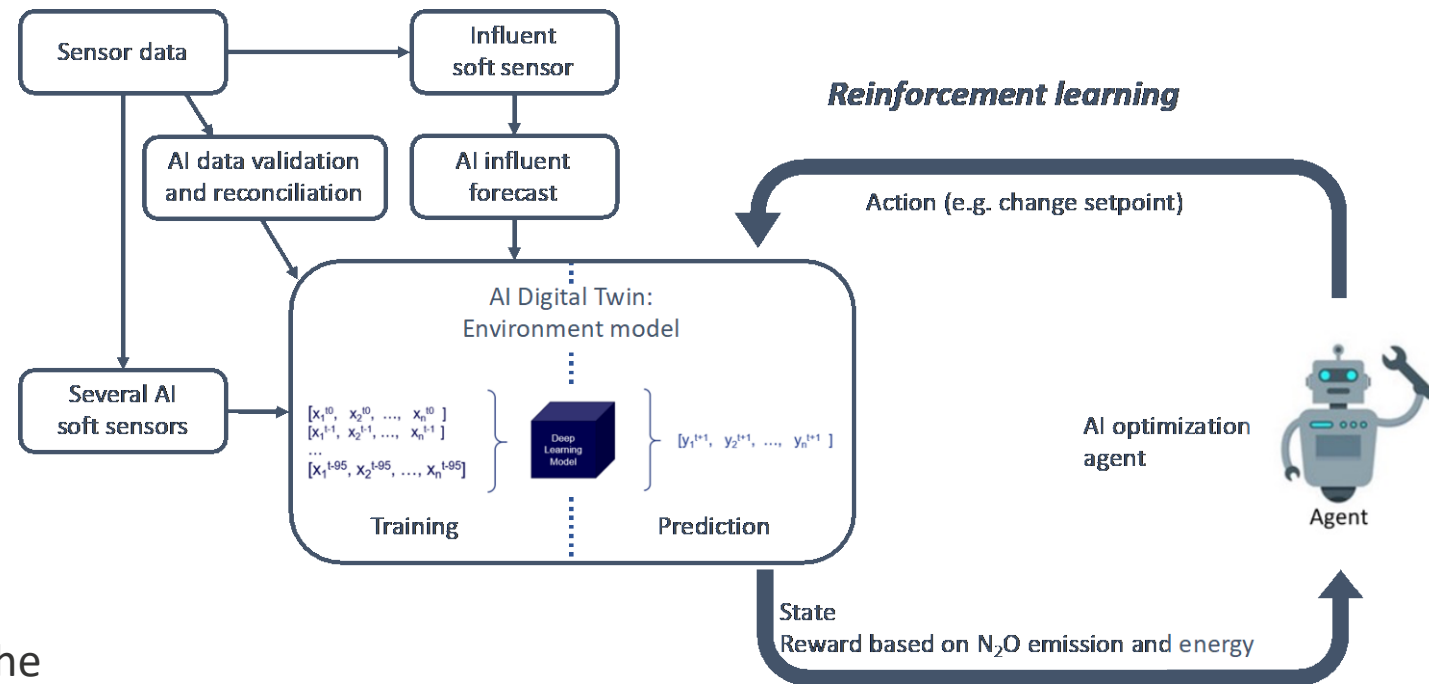 Sensor data
Influent
soft sensor
Reinforcement learning
AI data validation
and reconciliation
AI influent
forecast
Action (e.g. change setpoint)
AI Digital Twin:
Environment model
Several AI
soft sensors
[x₁ᵗ⁰, x₂ᵗ⁰, ..., xₙᵗ⁰ ]
[x₁ᵗ⁻¹, x₂ᵗ⁻¹, ..., xₙᵗ⁻¹ ]
...
[x₁ᵗ⁻⁹⁵, x₂ᵗ⁻⁹⁵, ..., xₙᵗ⁻⁹⁵]
Deep
Learning
Model
[y₁ᵗ⁺¹, y₂ᵗ⁺¹, ..., yₙᵗ⁺¹ ]
Training
Prediction
AI optimization
agent
Agent
State
Reward based on N₂O emission and energy